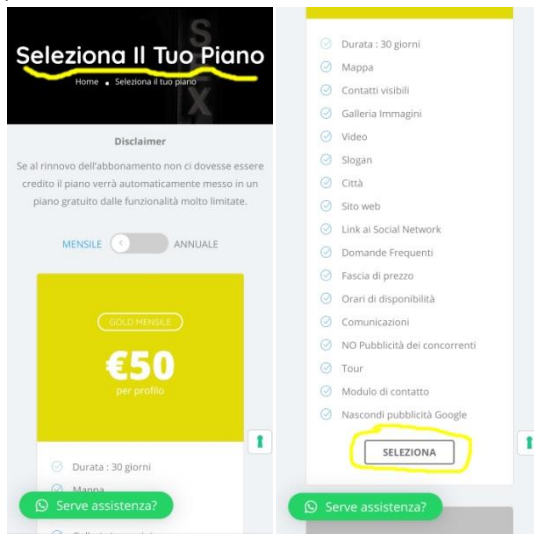 Seleziona Il Tuo Piano
Home • Seleziona il tuo piano
Disclaimer
Se al rinnovo dell'abbonamento non ci dovesse essere
credito il piano verrà automaticamente messo in un
piano gratuito dalle funzionalità molto limitate.
MENSILE ANNUALE
GOLD MENSILE
€50
per profilo
Durata : 30 giorni
Mappa
Serve assistenza?
Durata : 30 giorni
Mappa
Contatti visibili
Galleria Immagini
Video
Slogan
Città
Sito web
Link ai Social Network
Domande Frequenti
Fascia di prezzo
Orari di disponibilità
Comunicazioni
NO Pubblicità dei concorrenti
Tour
Modulo di contatto
Nascondi pubblicità Google
SELEZIONA
Serve assistenza?